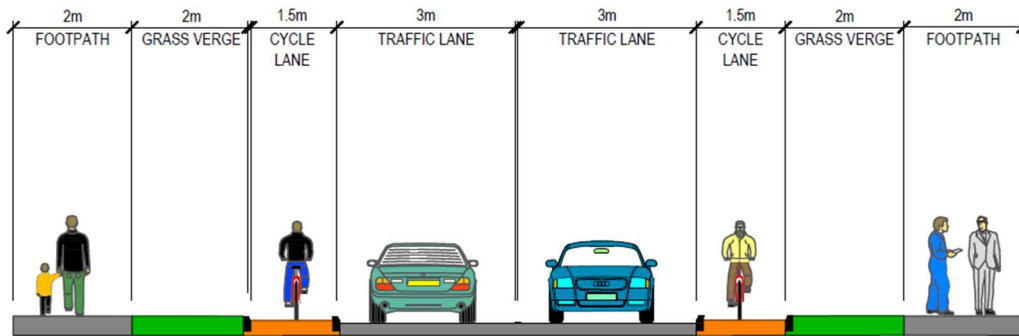 2m 2m 1.5m 3m 3m 1.5m 2m 2m
FOOTPATH GRASS VERGE CYCLE TRAFFIC LANE TRAFFIC LANE CYCLE GRASS VERGE FOOTPATH
LANE LANE